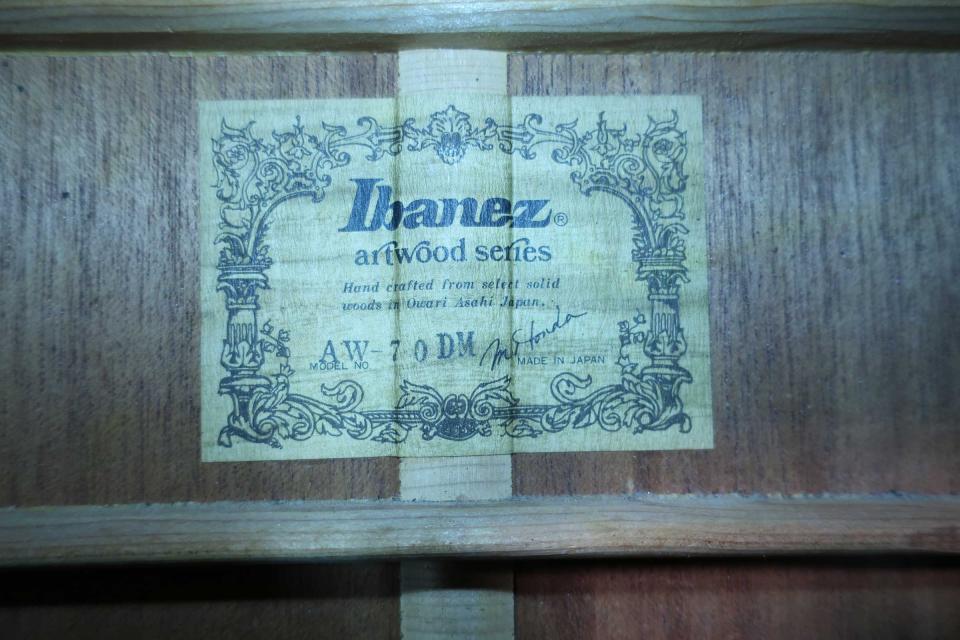 Ibanez®
artwood series
Hand crafted from select solid
woods in Owari Asahi Japan.
AW-70DM M. Honda
MODEL NO MADE IN JAPAN